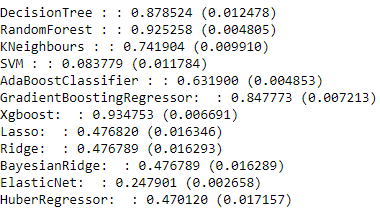 DecisionTree : : 0.878524 (0.012478)
RandomForest : : 0.925258 (0.004805)
KNeighbours : : 0.741904 (0.009910)
SVM : : 0.083779 (0.011784)
AdaBoostClassifier : : 0.631900 (0.004853)
GradientBoostingRegressor:  : 0.847773 (0.007213)
Xgboost:  : 0.934753 (0.006691)
Lasso:  : 0.476820 (0.016346)
Ridge:  : 0.476789 (0.016293)
BayesianRidge:  : 0.476789 (0.016289)
ElasticNet:  : 0.247901 (0.002658)
HuberRegressor:  : 0.470120 (0.017157)